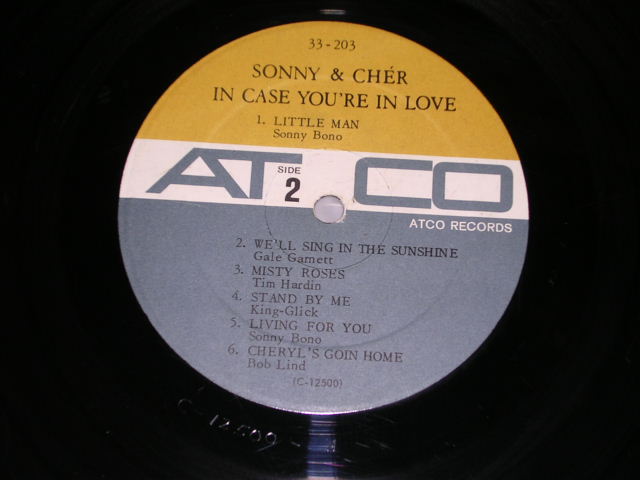 33-203
SONNY & CHÉR
IN CASE YOU'RE IN LOVE
1. LITTLE MAN
Sonny Bono
ATCO
SIDE
2
ATCO RECORDS
2. WE'LL SING IN THE SUNSHINE
Gale Garnett
3. MISTY ROSES
Tim Hardin
4. STAND BY ME
King-Glick
5. LIVING FOR YOU
Sonny Bono
6. CHERYL'S GOIN HOME
Bob Lind
(C-12500)